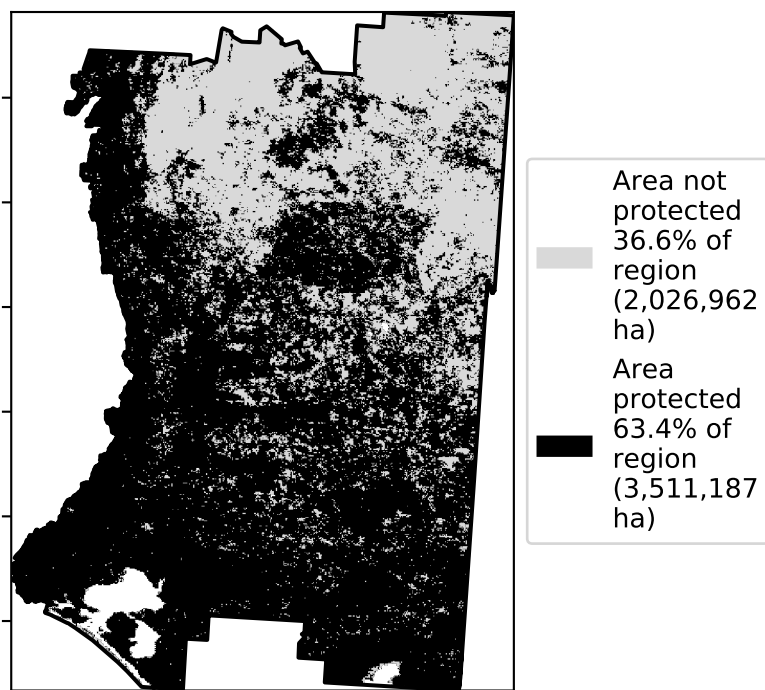 Area not
protected
36.6% of
region
(2,026,962
ha)
Area
protected
63.4% of
region
(3,511,187
ha)